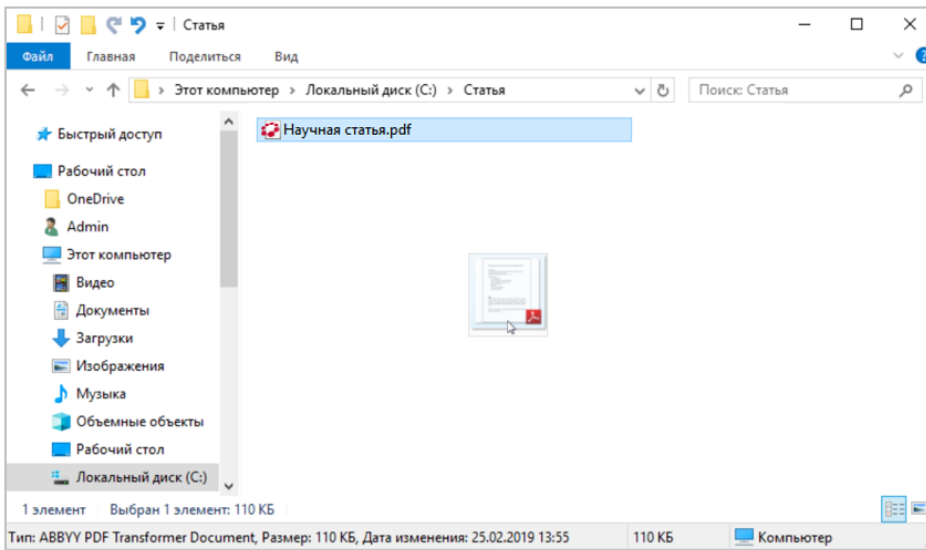 Статья
Файл Главная Поделиться Вид
Этот компьютер Локальный диск (C:) Статья Поиск: Статья
Быстрый доступ
Научная статья.pdf
Рабочий стол
OneDrive
Admin
Этот компьютер
Видео
Документы
Загрузки
Изображения
Музыка
Объемные объекты
Рабочий стол
Локальный диск (C:)
1 элемент Выбран 1 элемент: 110 КБ
Тип: ABBYY PDF Transformer Document, Размер: 110 КБ, Дата изменения: 25.02.2019 13:55 110 КБ Компьютер